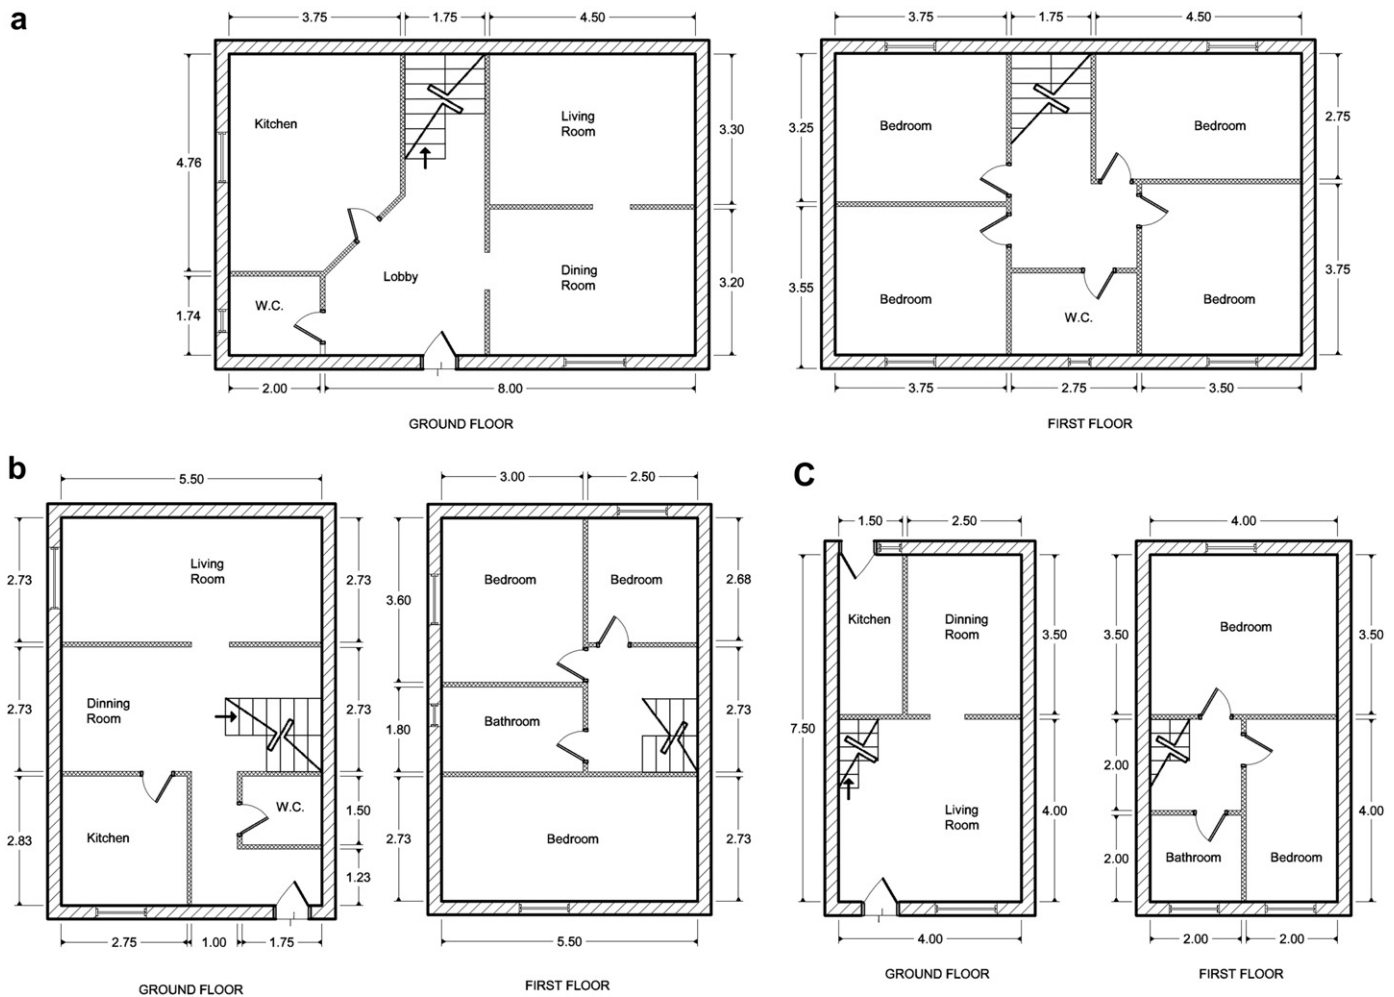 a
3.75 1.75 4.50
3.75 1.75 4.50
Kitchen
Living
Room
4.76
3.30
Bedroom
Bedroom
3.25
2.75
Lobby
Dining
Room
3.20
W.C.
1.74
Bedroom
Bedroom
3.55
3.75
W.C.
2.00 8.00
3.75 2.75 3.50
GROUND FLOOR
FIRST FLOOR
b
5.50
3.00 2.50
Living
Room
2.73
2.73
Bedroom
Bedroom
3.60
2.68
Dinning
Room
2.73
2.73
Bathroom
1.80
2.73
Kitchen
W.C.
2.83
1.50
1.23
Bedroom
2.73
2.73
2.75 1.00 1.75
5.50
GROUND FLOOR
FIRST FLOOR
C
1.50 2.50
4.00
Kitchen
Dinning
Room
3.50
7.50
Living
Room
4.00
Bedroom
3.50
3.50
2.00
4.00
2.00
Bathroom
Bedroom
4.00
2.00 2.00
GROUND FLOOR
FIRST FLOOR